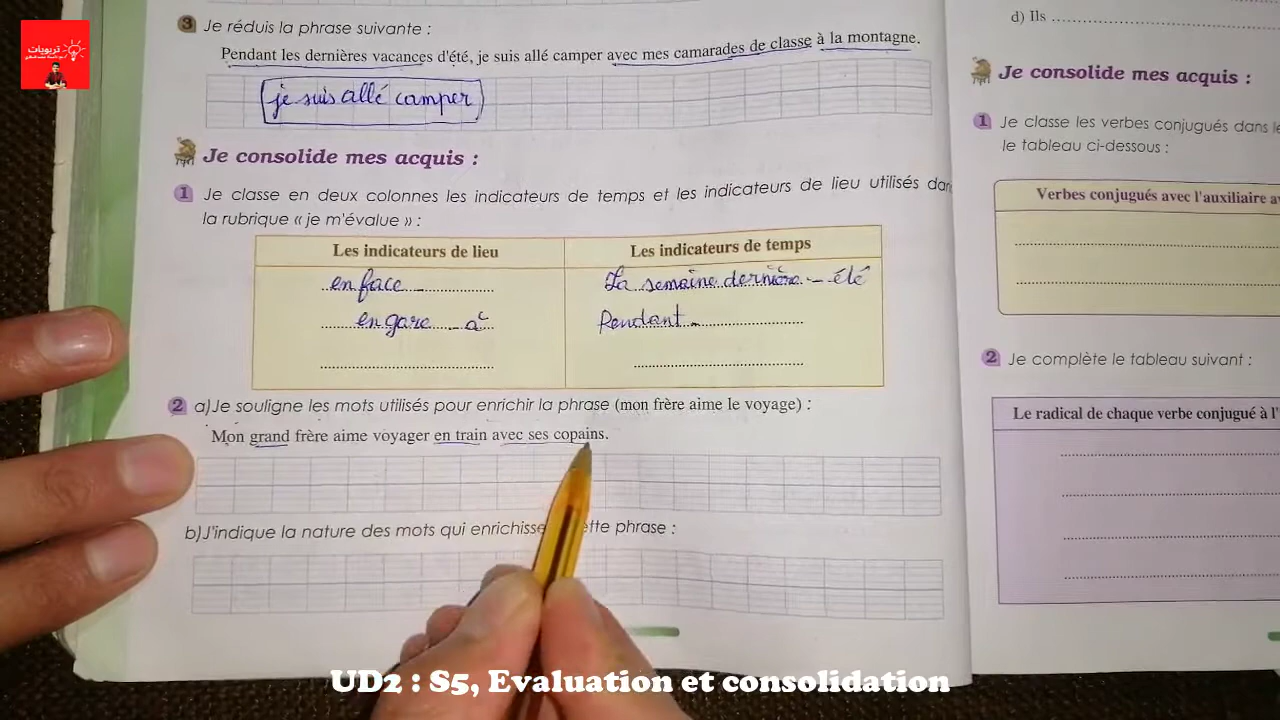 تربويات
3 Je réduis la phrase suivante :
Pendant les dernières vacances d'été, je suis allé camper avec mes camarades de classe à la montagne.
je suis allé camper
Je consolide mes acquis :
1 Je classe en deux colonnes les indicateurs de temps et les indicateurs de lieu utilisés dan
la rubrique « je m'évalue » :
Les indicateurs de lieu Les indicateurs de temps
en face La semaine dernière - été
en gare - à Pendant
2 a)Je souligne les mots utilisés pour enrichir la phrase (mon frère aime le voyage) :
Mon grand frère aime voyager en train avec ses copains.
b)J'indique la nature des mots qui enrichisse ette phrase :
d) Ils
Je consolide mes acquis :
1 Je classe les verbes conjugués dans le
le tableau ci-dessous :
Verbes conjugués avec l'auxiliaire av
2 Je complète le tableau suivant :
Le radical de chaque verbe conjugué à l'
UD2 : S5, Evaluation et consolidation